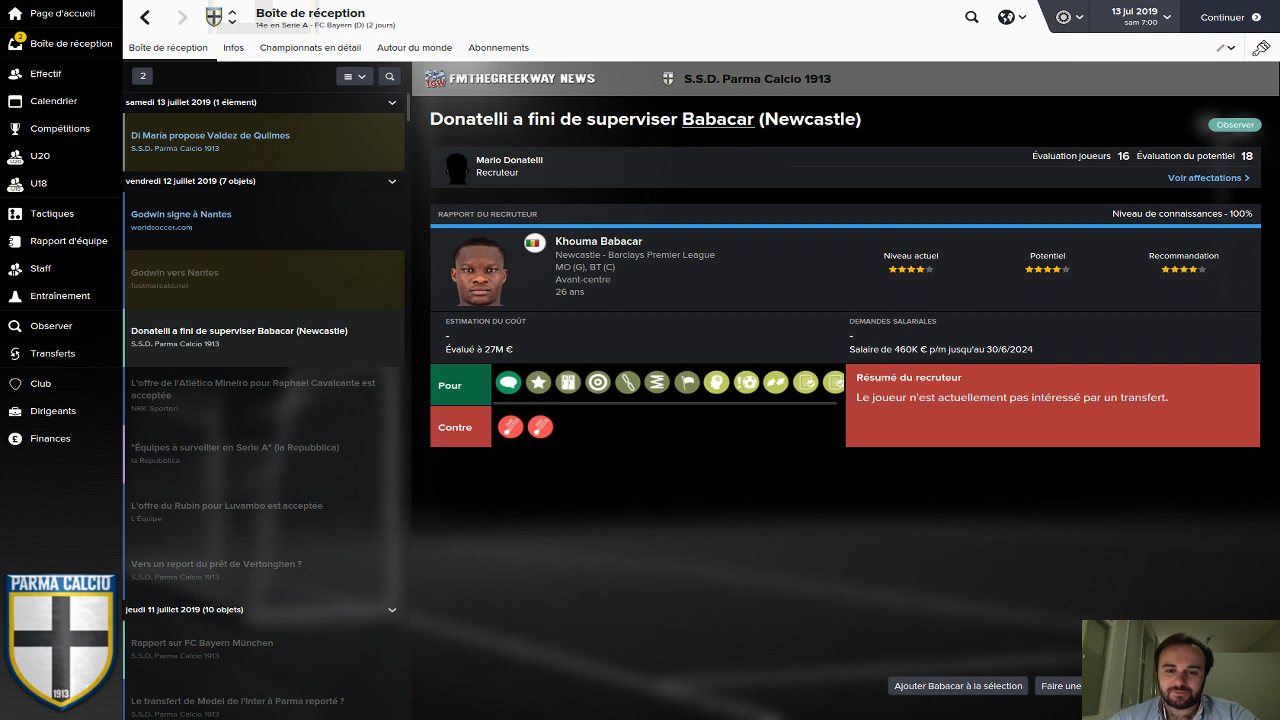 Page d'accueil
2
Boîte de réception
Effectif
Calendrier
Compétitions
U20
U18
Tactiques
Rapport d'équipe
Staff
Entraînement
Observer
Transferts
Club
Dirigeants
Finances
PARMA CALCIO
1913
Boîte de réception
14e en Serie A - FC Bayern (D) (2 jours)
13 jul 2019
sam 7:00
Continuer
Boîte de réception
Infos
Championnats en détail
Autour du monde
Abonnements
2
samedi 13 juillet 2019 (1 élément)
Di María propose Valdez de Quilmes
S.S.D. Parma Calcio 1913
vendredi 12 juillet 2019 (7 objets)
Godwin signe à Nantes
worldsoccer.com
Godwin vers Nantes
footmercato.net
Donatelli a fini de superviser Babacar (Newcastle)
S.S.D. Parma Calcio 1913
L'offre de l'Atlético Mineiro pour Raphael Cavalcante est
acceptée
NRK Sporten
"Équipes à surveiller en Serie A" (la Repubblica)
la Repubblica
L'offre du Rubin pour Luvambo est acceptée
L'Équipe
Vers un report du prêt de Vertonghen ?
S.S.D. Parma Calcio 1913
jeudi 11 juillet 2019 (10 objets)
Rapport sur FC Bayern München
S.S.D. Parma Calcio 1913
Le transfert de Medel de l'Inter à Parma reporté ?
S.S.D. Parma Calcio 1913
FMTHEGREEKWAY NEWS
S.S.D. Parma Calcio 1913
Donatelli a fini de superviser Babacar (Newcastle)
Observer
Mario Donatelli
Recruteur
Évaluation joueurs 16 Évaluation du potentiel 18
Voir affectations >
RAPPORT DU RECRUTEUR
Niveau de connaissances - 100%
Khouma Babacar
Newcastle - Barclays Premier League
MO (G), BT (C)
Avant-centre
26 ans
Niveau actuel
Potentiel
Recommandation
ESTIMATION DU COÛT
-
Évalué à 27M €
DEMANDES SALARIALES
-
Salaire de 460K € p/m jusqu'au 30/6/2024
Pour
Contre
Résumé du recruteur
Le joueur n'est actuellement pas intéressé par un transfert.
Ajouter Babacar à la sélection
Faire une